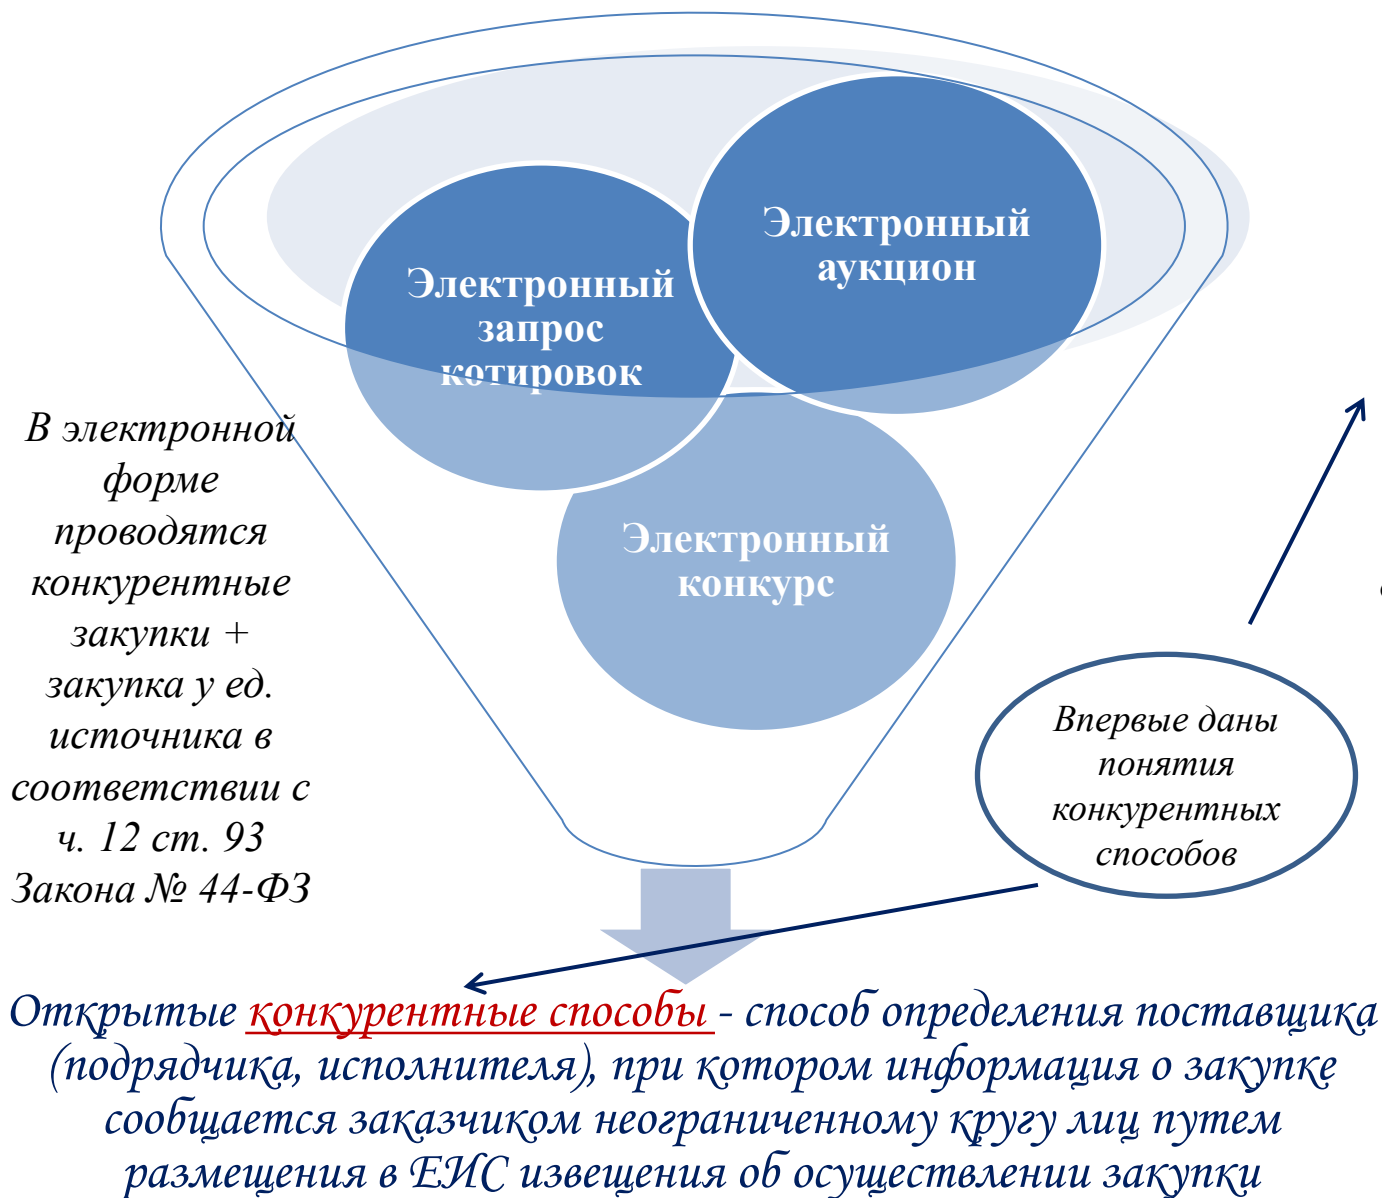 Электронный
аукцион
Электронный
запрос
котировок
Электронный
конкурс
В электронной
форме
проводятся
конкурентные
закупки +
закупка у ед.
источника в
соответствии с
ч. 12 ст. 93
Закона № 44-ФЗ
Впервые даны
понятия
конкурентных
способов
Открытые конкурентные способы - способ определения поставщика
(подрядчика, исполнителя), при котором информация о закупке
сообщается заказчиком неограниченному кругу лиц путем
размещения в ЕИС извещения об осуществлении закупки